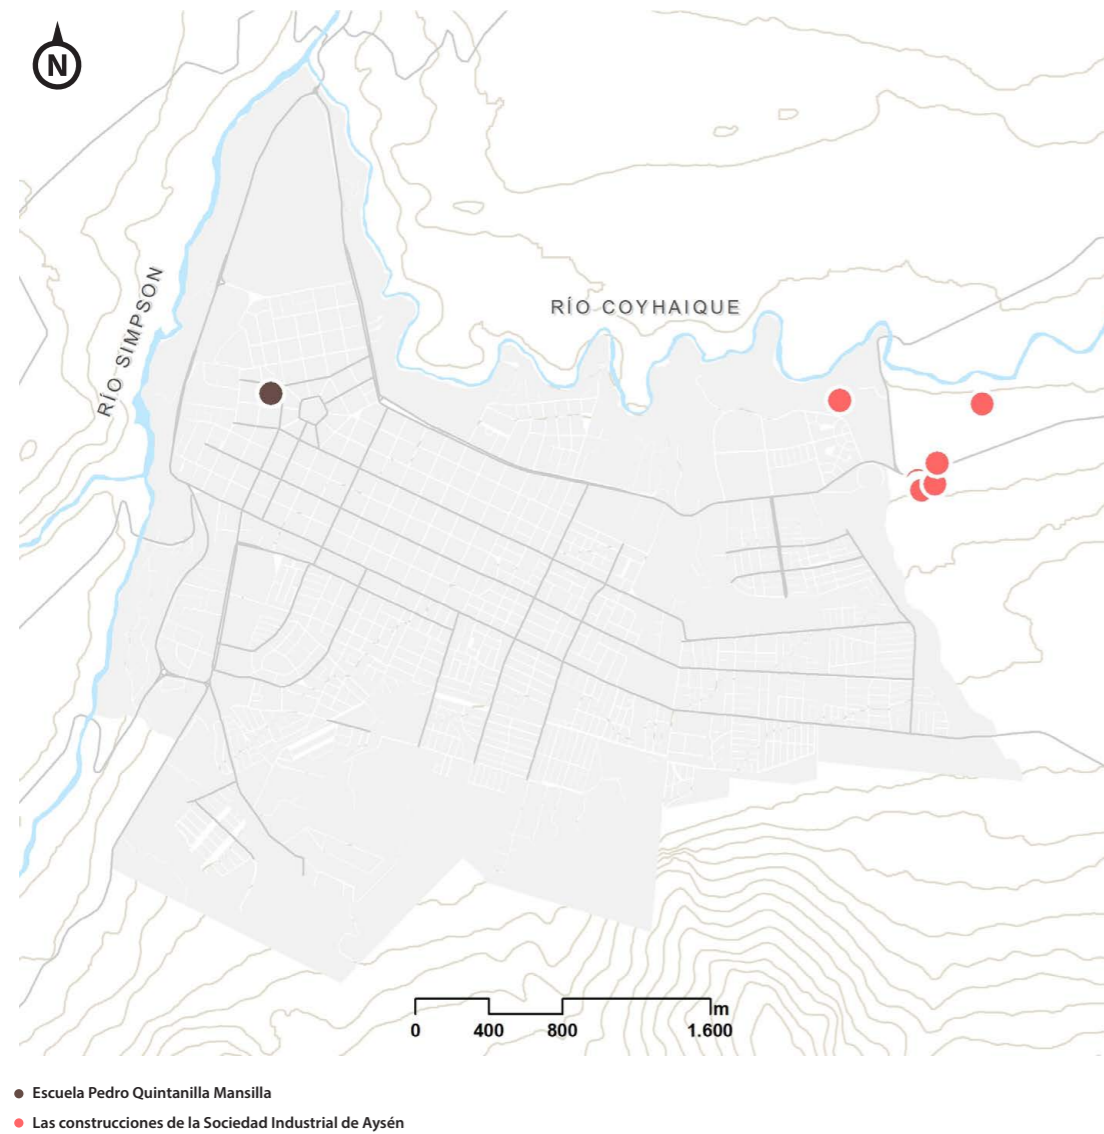 N
RÍO SIMPSON
RÍO COYHAIQUE
m
0 400 800 1.600
Escuela Pedro Quintanilla Mansilla
Las construcciones de la Sociedad Industrial de Aysén